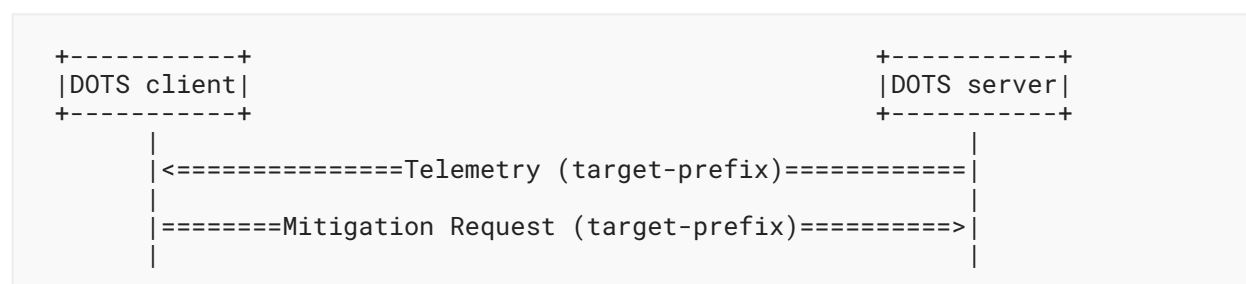 +-----------+                                         +-----------+
|DOTS client|                                         |DOTS server|
+-----------+                                         +-----------+
      |                                                     |
      |<===============Telemetry (target-prefix)============|
      |                                                     |
      |========Mitigation Request (target-prefix)==========>|
      |                                                     |